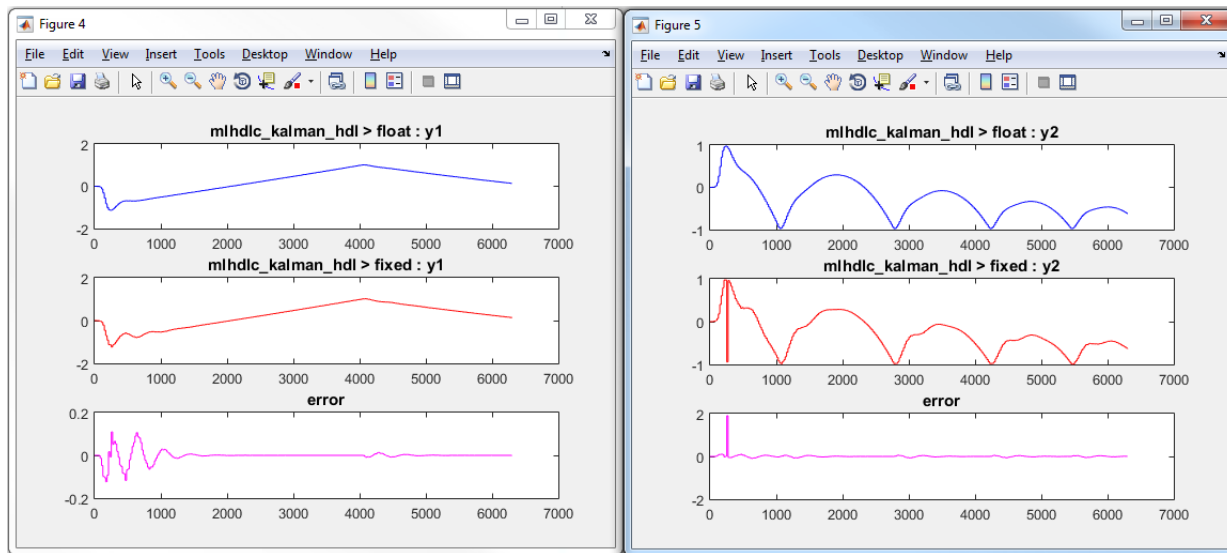 Figure 4
File Edit View Insert Tools Desktop Window Help
mlhdlc_kalman_hdl > float : y1
2
0
-2
0 1000 2000 3000 4000 5000 6000 7000
mlhdlc_kalman_hdl > fixed : y1
2
0
-2
0 1000 2000 3000 4000 5000 6000 7000
error
0.2
0
-0.2
0 1000 2000 3000 4000 5000 6000 7000
Figure 5
File Edit View Insert Tools Desktop Window Help
mlhdlc_kalman_hdl > float : y2
1
0
-1
0 1000 2000 3000 4000 5000 6000 7000
mlhdlc_kalman_hdl > fixed : y2
1
0
-1
0 1000 2000 3000 4000 5000 6000 7000
error
2
0
-2
0 1000 2000 3000 4000 5000 6000 7000